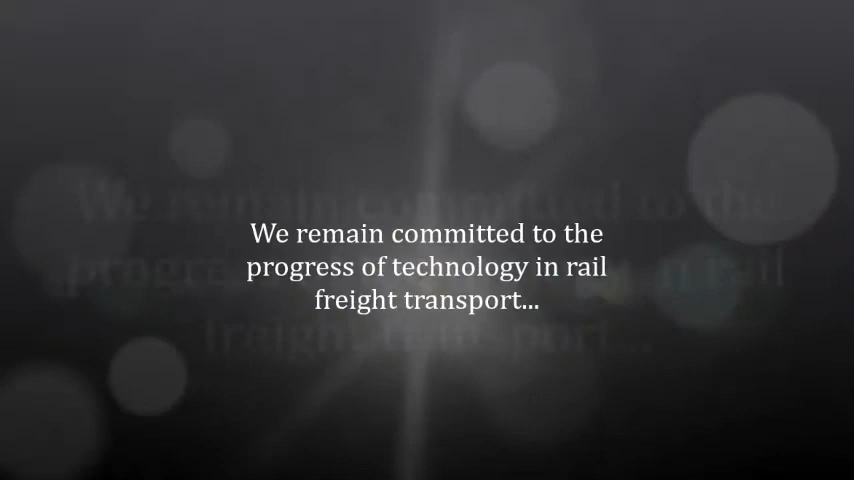 We remain committed to the
progress of technology in rail
freight transport...